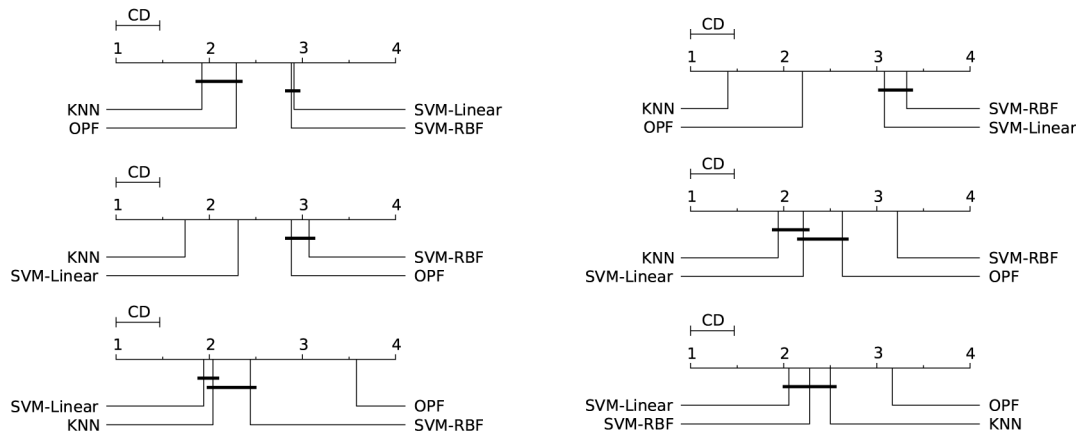 CD
1 2 3 4
KNN SVM-Linear
OPF SVM-RBF
CD
1 2 3 4
KNN SVM-RBF
OPF SVM-Linear
CD
1 2 3 4
KNN SVM-RBF
SVM-Linear OPF
CD
1 2 3 4
KNN SVM-RBF
SVM-Linear OPF
CD
1 2 3 4
SVM-Linear OPF
KNN SVM-RBF
CD
1 2 3 4
SVM-Linear OPF
SVM-RBF KNN